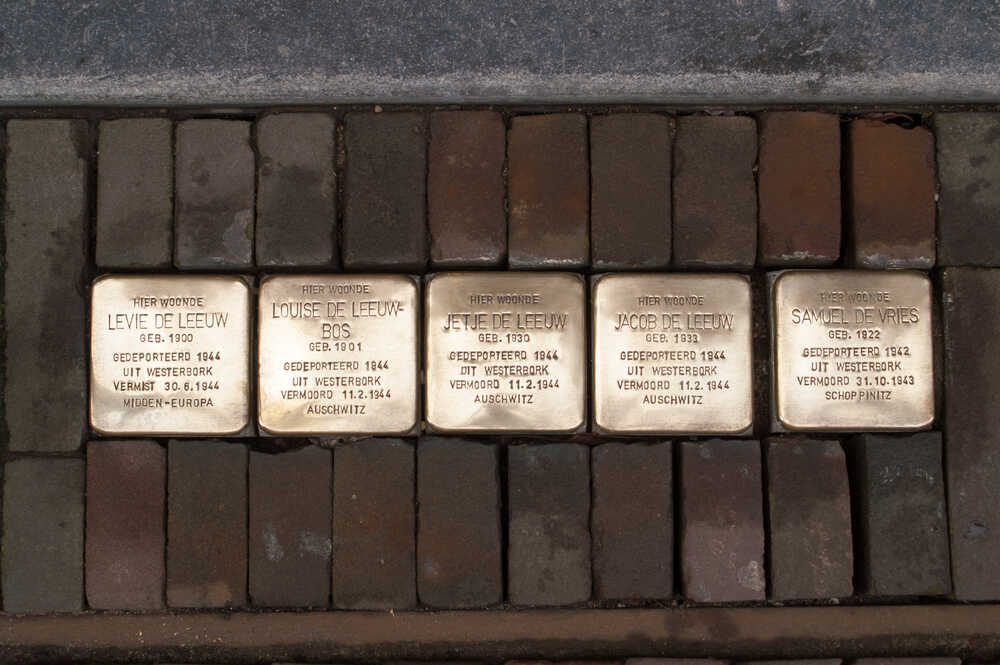 HIER WOONDE
LEVIE DE LEEUW
GEB. 1900
GEDEPORTEERD 1944
UIT WESTERBORK
VERMIST 30.6.1944
MIDDEN-EUROPA
HIER WOONDE
LOUISE DE LEEUW-
BOS
GEB. 1901
GEDEPORTEERD 1944
UIT WESTERBORK
VERMOORD 11.2.1944
AUSCHWITZ
HIER WOONDE
JETJE DE LEEUW
GEB. 1930
GEDEPORTEERD 1944
UIT WESTERBORK
VERMOORD 11.2.1944
AUSCHWITZ
HIER WOONDE
JACOB DE LEEUW
GEB. 1933
GEDEPORTEERD 1944
UIT WESTERBORK
VERMOORD 11.2.1944
AUSCHWITZ
HIER WOONDE
SAMUEL DE VRIES
GEB. 1922
GEDEPORTEERD 1942
UIT WESTERBORK
VERMOORD 31.10.1943
SCHOPPINITZ